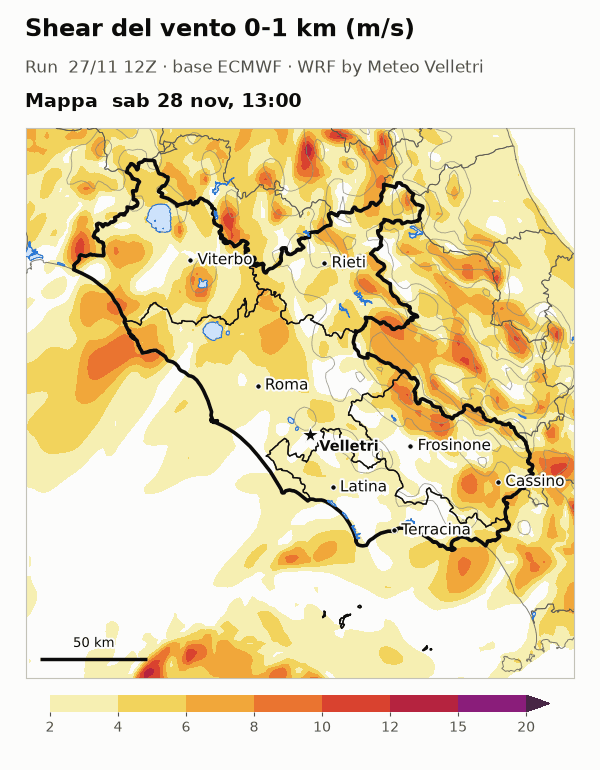 Shear del vento 0-1 km (m/s)
Run  27/11 12Z · base ECMWF · WRF by Meteo Velletri
Mappa  sab 28 nov, 13:00
Viterbo
Rieti
Roma
Velletri
Frosinone
Latina
Cassino
Terracina
50 km
2 4 6 8 10 12 15 20